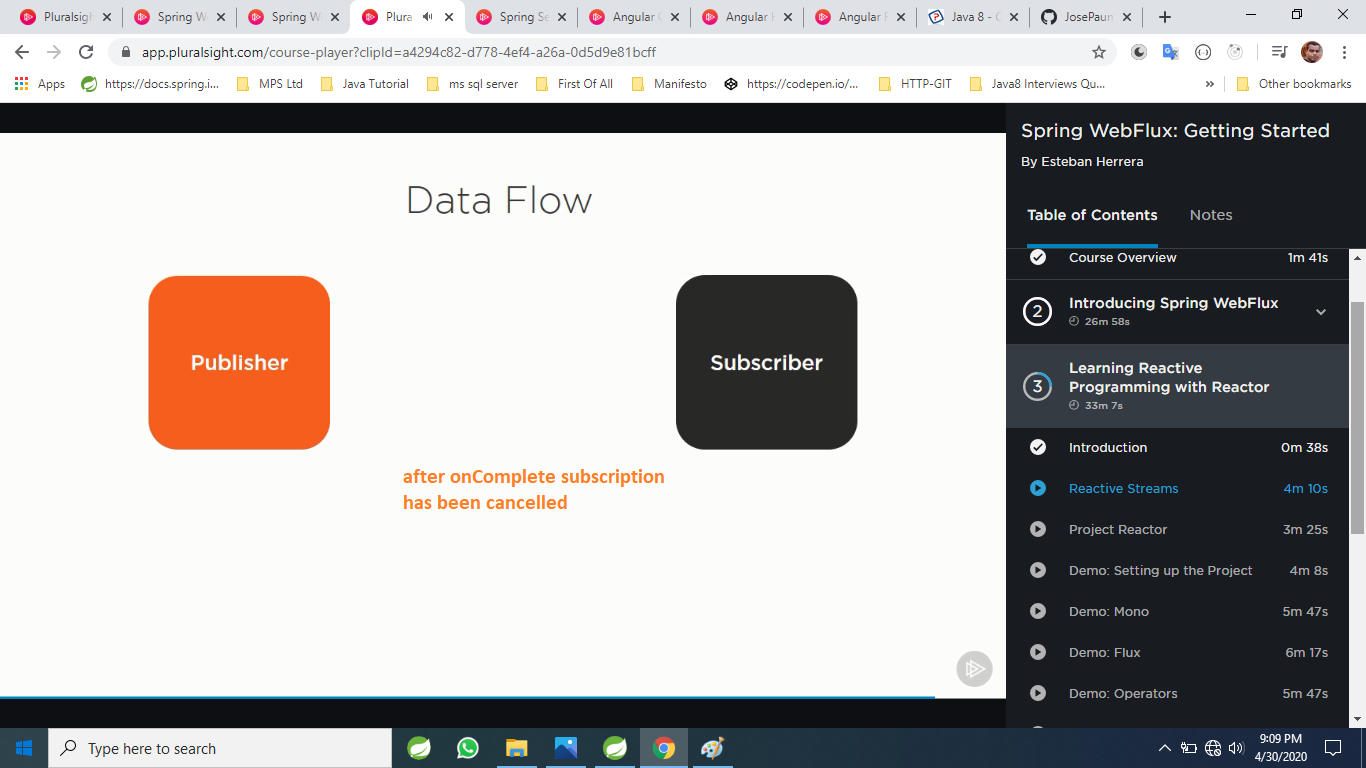 Pluralsigh
Spring W
Spring W
Plura
Spring Se
Angular
Angular
Angular
Java 8 -
JosePaun
app.pluralsight.com/course-player?clipId=a4294c82-d778-4ef4-a26a-0d5d9e81bcff
Apps
https://docs.spring.i...
MPS Ltd
Java Tutorial
ms sql server
First Of All
Manifesto
https://codepen.io/...
HTTP-GIT
Java8 Interviews Qu...
»
Other bookmarks
Data Flow
Publisher
Subscriber
after onComplete subscription
has been cancelled
Spring WebFlux: Getting Started
By Esteban Herrera
Table of Contents
Notes
Course Overview 1m 41s
2 Introducing Spring WebFlux
26m 58s
3 Learning Reactive
Programming with Reactor
33m 7s
Introduction 0m 38s
Reactive Streams 4m 10s
Project Reactor 3m 25s
Demo: Setting up the Project 4m 8s
Demo: Mono 5m 47s
Demo: Flux 6m 17s
Demo: Operators 5m 47s
Type here to search
9:09 PM
4/30/2020